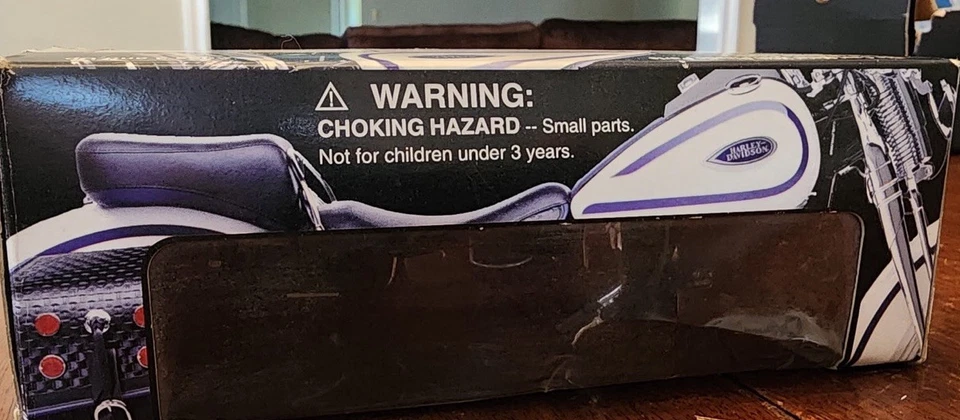 WARNING:
CHOKING HAZARD -- Small parts.
Not for children under 3 years.
HARLEY-
DAVIDSON